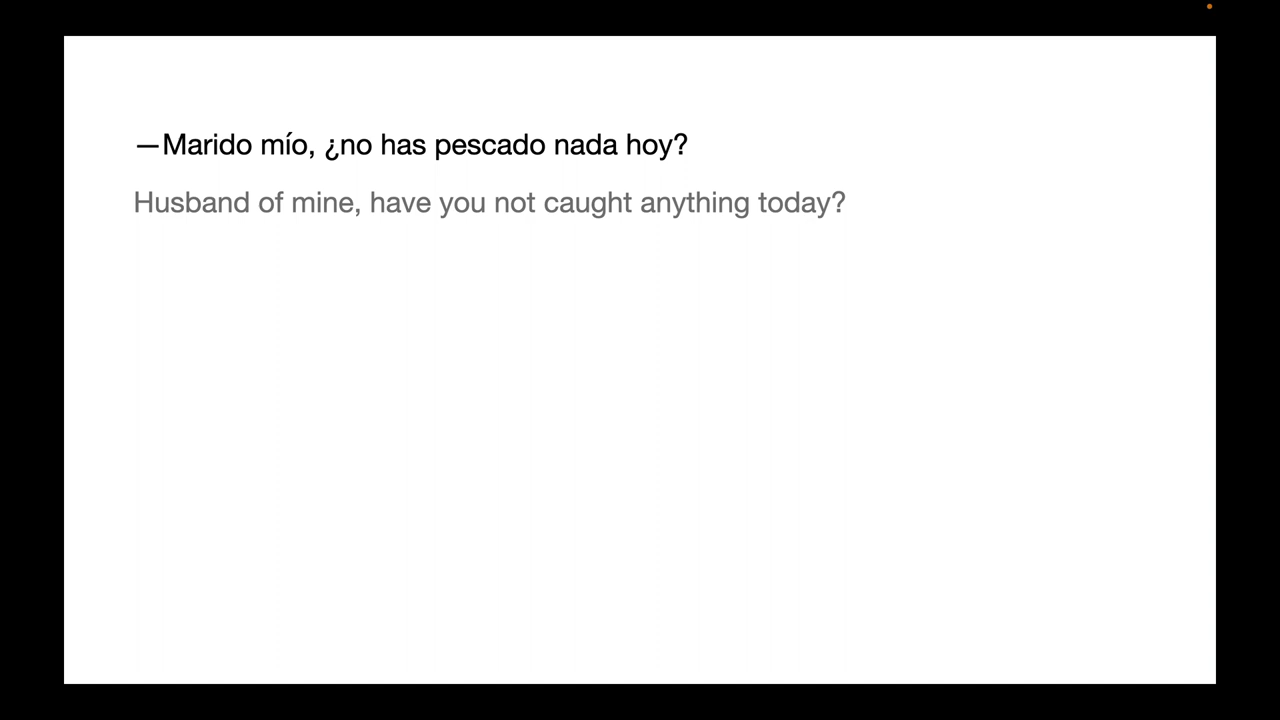 —Marido mío, ¿no has pescado nada hoy?
Husband of mine, have you not caught anything today?